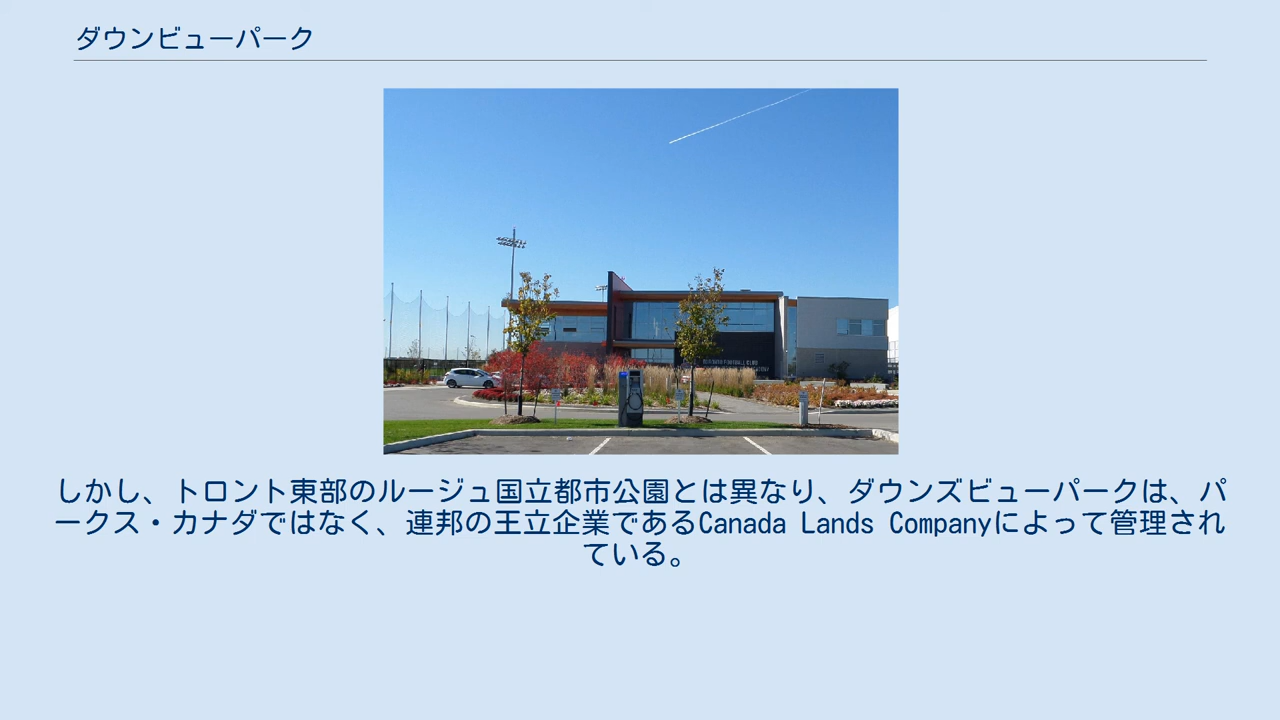 ダウンビューパーク
しかし、トロント東部のルージュ国立都市公園とは異なり、ダウンズビューパークは、パ
ークス・カナダではなく、連邦の王立企業であるCanada Lands Companyによって管理され
ている。